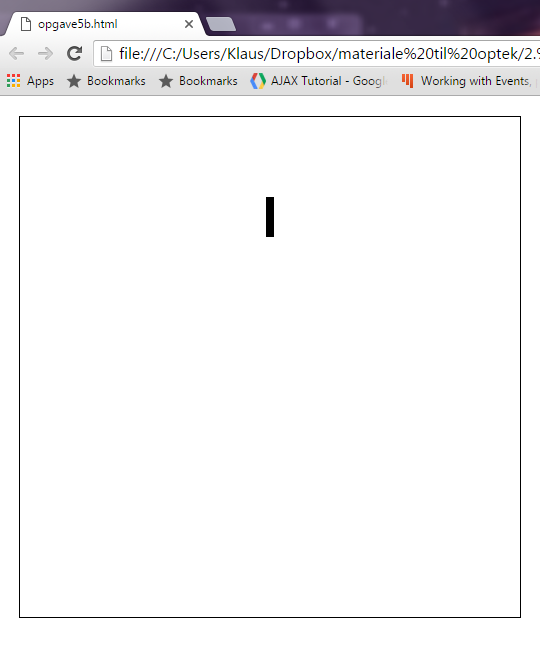 opgave5b.html
file:///C:/Users/Klaus/Dropbox/materiale%20til%20optek/2.
Apps Bookmarks Bookmarks AJAX Tutorial - Googl Working with Events,